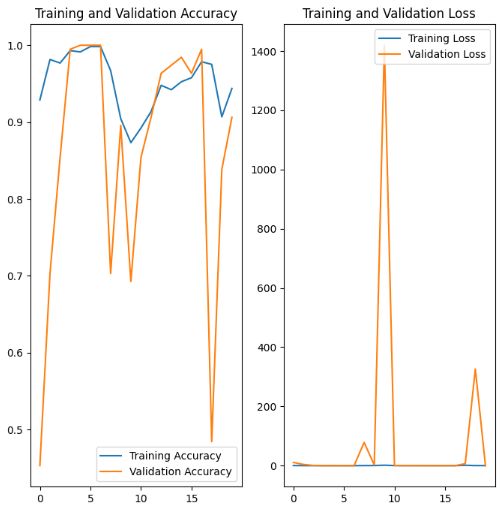 Training and Validation Accuracy
1.0
0.9
0.8
0.7
0.6
0.5
0 5 10 15
Training Accuracy
Validation Accuracy
Training and Validation Loss
1400
1200
1000
800
600
400
200
0
0 5 10 15
Training Loss
Validation Loss